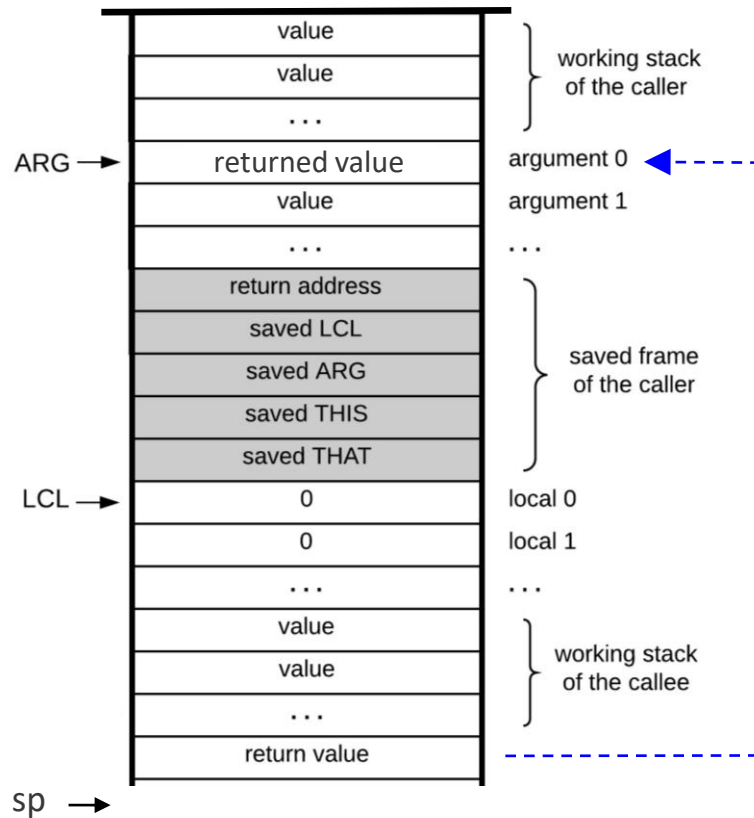 value
value
working stack
of the caller
...
ARG
returned value
argument 0
value
argument 1
...
...
return address
saved LCL
saved ARG
saved frame
of the caller
saved THIS
saved THAT
LCL
0
local 0
0
local 1
...
...
value
value
working stack
of the callee
...
return value
sp